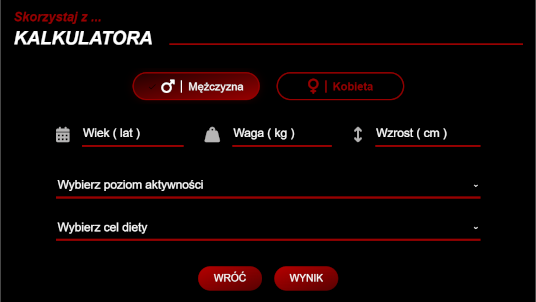 Skorzystaj z ...
KALKULATORA
| Mężczyzna | Kobieta
Wiek ( lat ) Waga ( kg ) Wzrost ( cm )
Wybierz poziom aktywności
Wybierz cel diety
WRÓĆ WYNIK